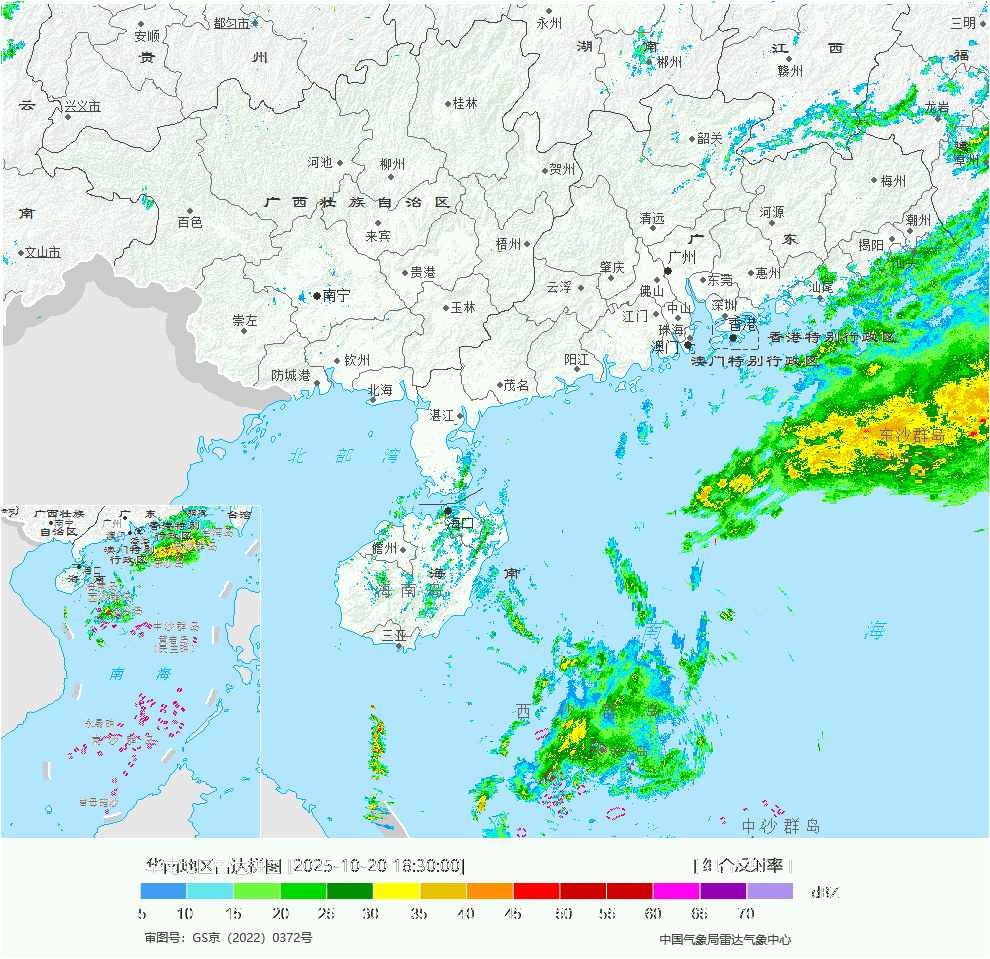 都匀市
永州
三明
安顺
贵
州
湖
南
江
西
福
郴州
赣州
云
兴义市
桂林
龙岩
韶关
河池
柳州
贺州
漳州
梅州
广西壮族自治区
南
百色
来宾
梧州
清远
河源
潮州
广
东
揭阳
文山市
贵港
肇庆
广州
东莞
惠州
南宁
云浮
佛山
汕尾
玉林
江门
中山
深圳
崇左
珠海
香港
澳门
香港特别行政区
澳门特别行政区
钦州
阳江
防城港
北海
茂名
湛江
东沙群岛
北部湾
海口
儋州
海
南
海南岛
三亚
南
海
西沙群岛
中沙群岛
广西壮族
自治区
南宁
广
东
广州
台湾
香港特别
行政区
澳门特别
行政区
海
南
中沙群岛
黄岩岛
南
海
永暑礁
南沙群岛
曾母暗沙
华南地区雷达拼图 [2025-10-20 18:30:00]
[组合反射率]
dBZ
5 10 15 20 25 30 35 40 45 50 55 60 65 70
审图号：GS京（2022）0372号
中国气象局雷达气象中心